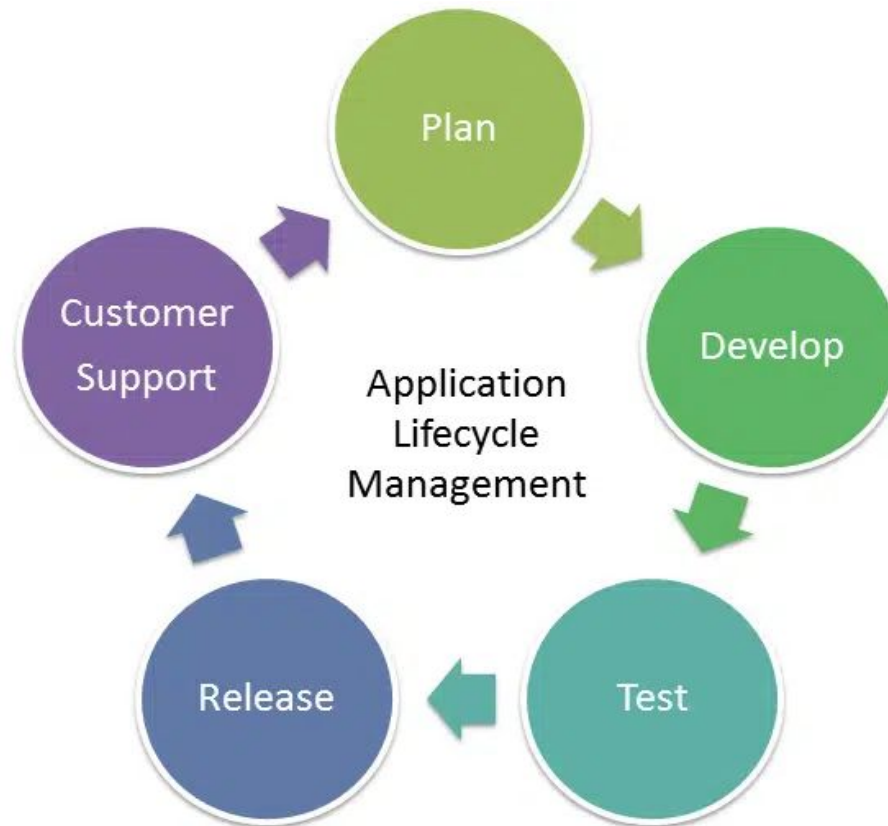 Plan
Develop
Test
Release
Customer
Support
Application
Lifecycle
Management